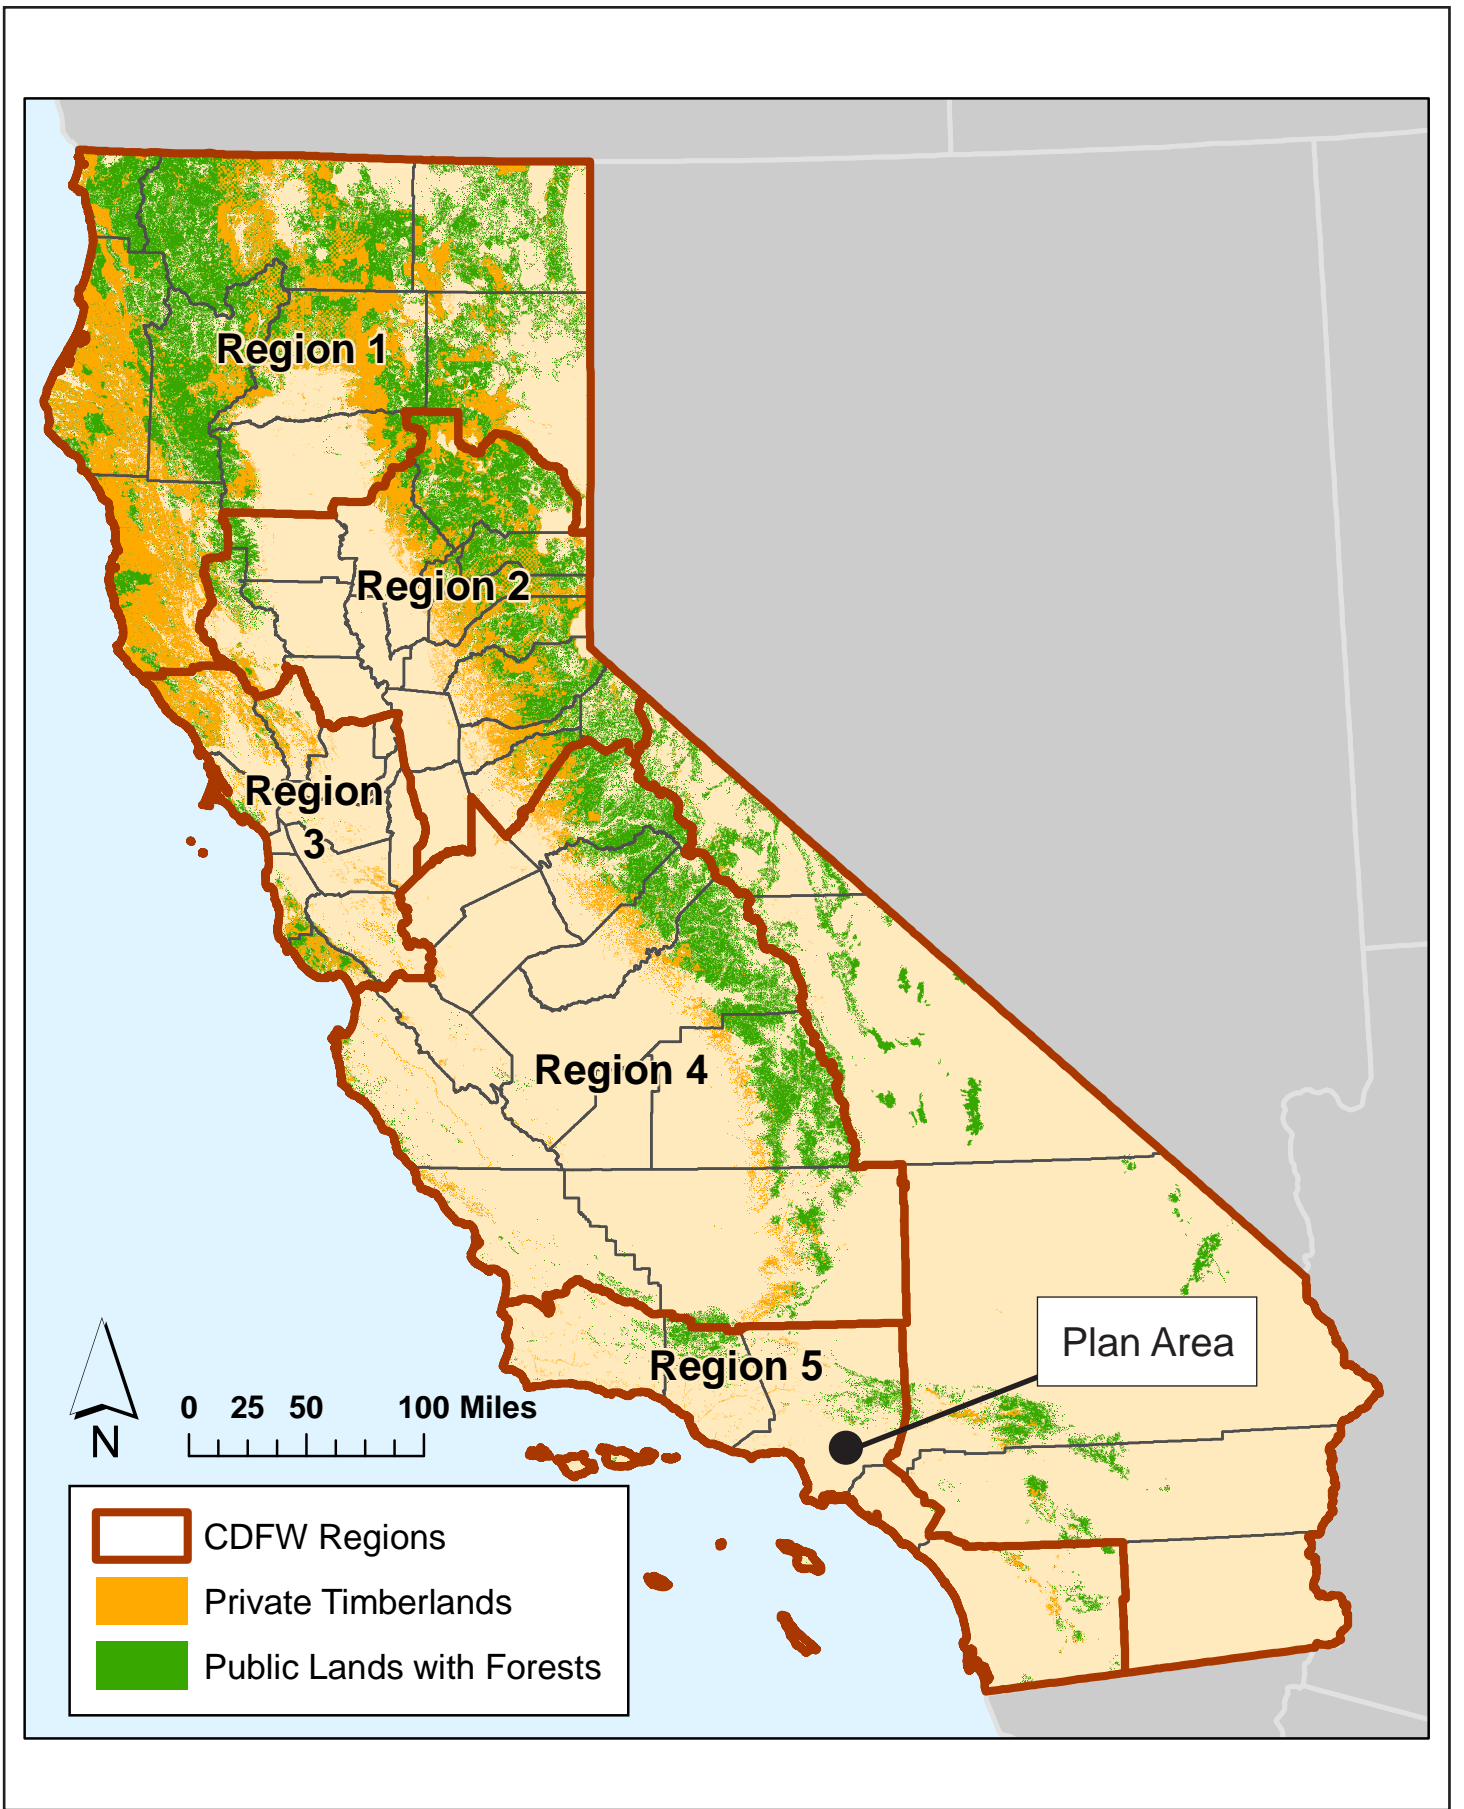 Region 1
Region 2
Region
3
Region 4
Region 5
Plan Area
0 25 50 100 Miles
N
CDFW Regions
Private Timberlands
Public Lands with Forests